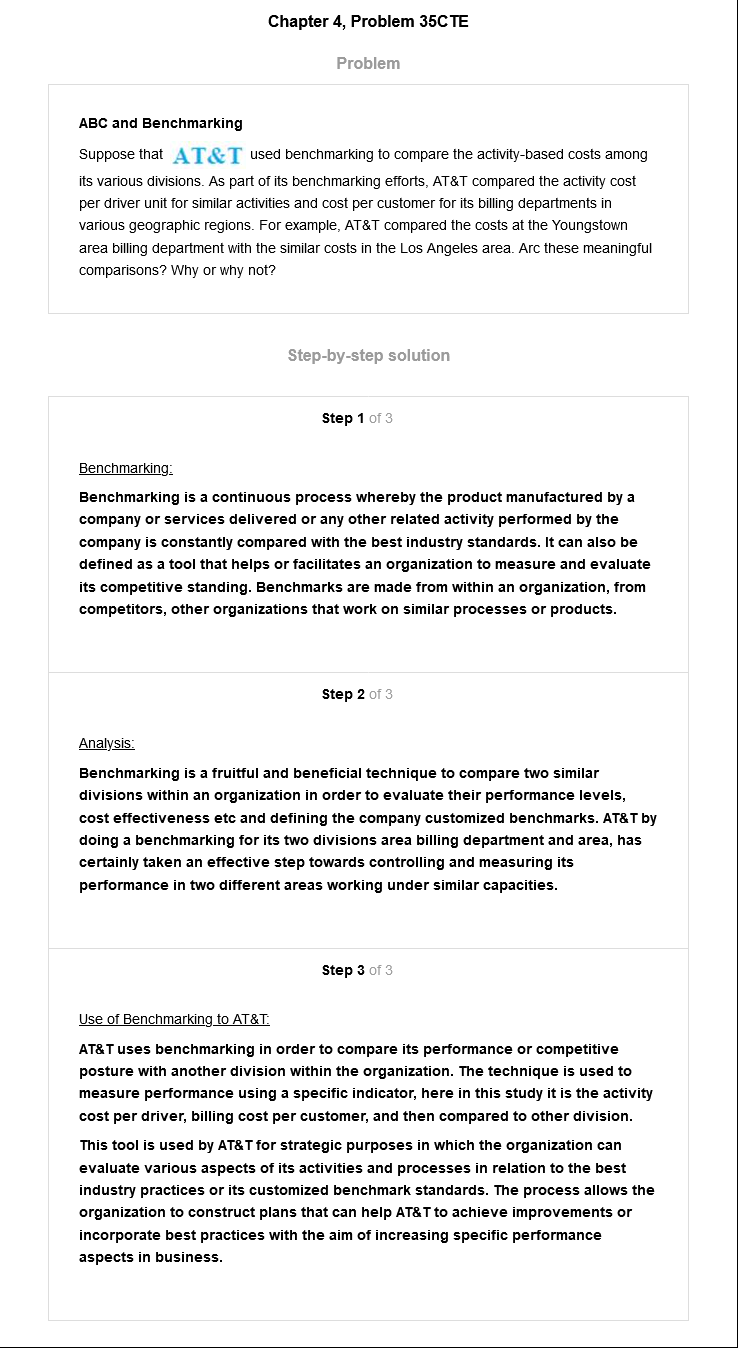 Chapter 4, Problem 35CTE
Problem
ABC and Benchmarking
Suppose that AT&T used benchmarking to compare the activity-based costs among
its various divisions. As part of its benchmarking efforts, AT&T compared the activity cost
per driver unit for similar activities and cost per customer for its billing departments in
various geographic regions. For example, AT&T compared the costs at the Youngstown
area billing department with the similar costs in the Los Angeles area. Arc these meaningful
comparisons? Why or why not?
Step-by-step solution
Step 1 of 3
Benchmarking:
Benchmarking is a continuous process whereby the product manufactured by a
company or services delivered or any other related activity performed by the
company is constantly compared with the best industry standards. It can also be
defined as a tool that helps or facilitates an organization to measure and evaluate
its competitive standing. Benchmarks are made from within an organization, from
competitors, other organizations that work on similar processes or products.
Step 2 of 3
Analysis:
Benchmarking is a fruitful and beneficial technique to compare two similar
divisions within an organization in order to evaluate their performance levels,
cost effectiveness etc and defining the company customized benchmarks. AT&T by
doing a benchmarking for its two divisions area billing department and area, has
certainly taken an effective step towards controlling and measuring its
performance in two different areas working under similar capacities.
Step 3 of 3
Use of Benchmarking to AT&T:
AT&T uses benchmarking in order to compare its performance or competitive
posture with another division within the organization. The technique is used to
measure performance using a specific indicator, here in this study it is the activity
cost per driver, billing cost per customer, and then compared to other division.
This tool is used by AT&T for strategic purposes in which the organization can
evaluate various aspects of its activities and processes in relation to the best
industry practices or its customized benchmark standards. The process allows the
organization to construct plans that can help AT&T to achieve improvements or
incorporate best practices with the aim of increasing specific performance
aspects in business.